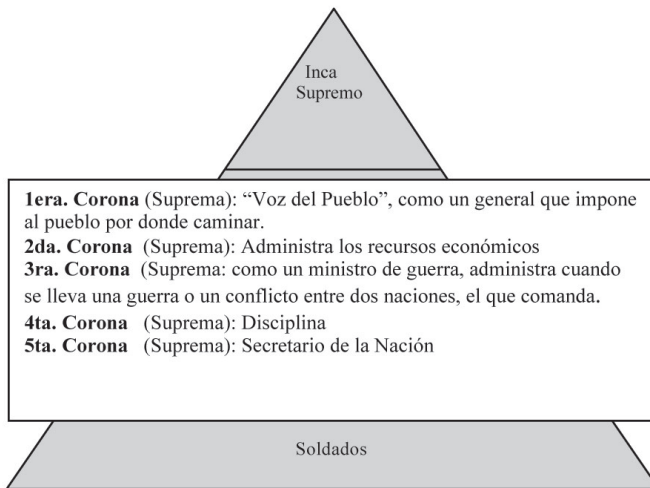 Inca
Supremo
1era. Corona (Suprema): “Voz del Pueblo”, como un general que impone
al pueblo por donde caminar.
2da. Corona (Suprema): Administra los recursos económicos
3ra. Corona (Suprema: como un ministro de guerra, administra cuando
se lleva una guerra o un conflicto entre dos naciones, el que comanda.
4ta. Corona (Suprema): Disciplina
5ta. Corona (Suprema): Secretario de la Nación
Soldados